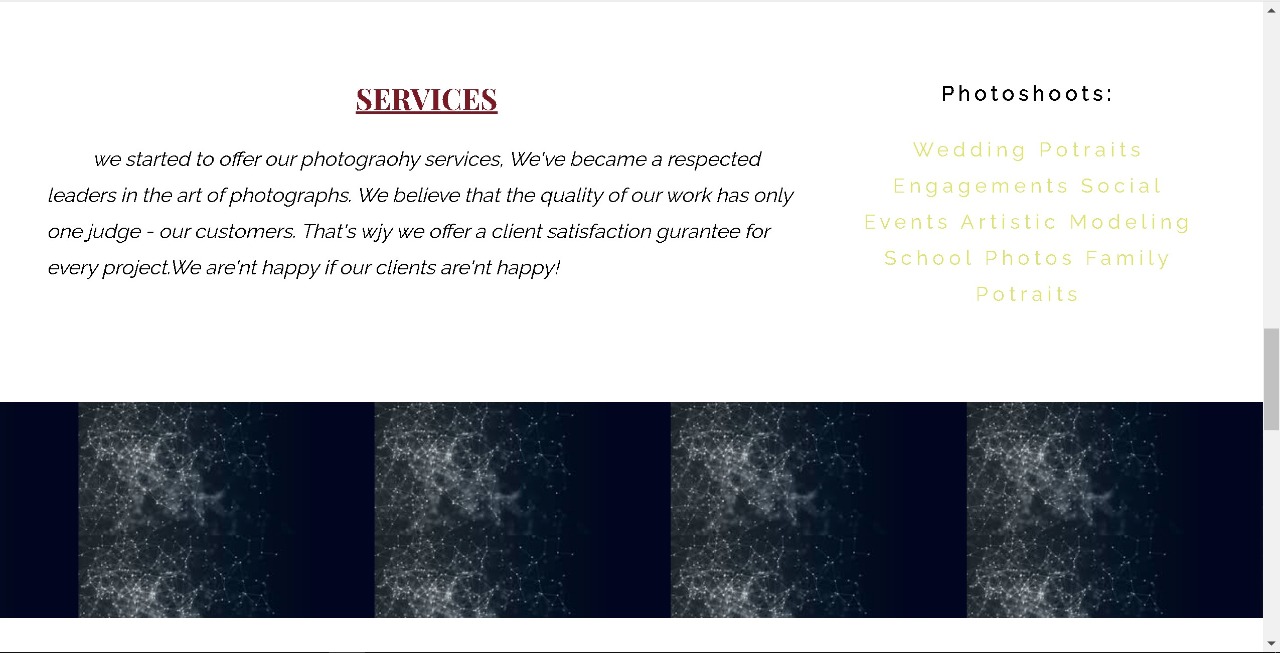 SERVICES
we started to offer our photograohy services, We've became a respected
leaders in the art of photographs. We believe that the quality of our work has only
one judge - our customers. That's wjy we offer a client satisfaction gurantee for
every project.We are'nt happy if our clients are'nt happy!
Photoshoots:
Wedding Potraits
Engagements Social
Events Artistic Modeling
School Photos Family
Potraits